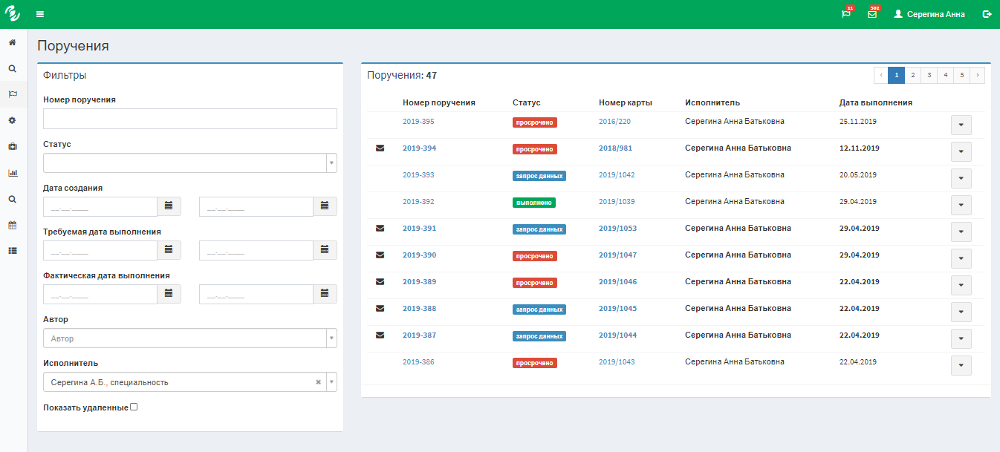 11 502 Серегина Анна
Поручения
Фильтры
Номер поручения
Статус
Дата создания
__.__.____ __.__.____
Требуемая дата выполнения
__.__.____ __.__.____
Фактическая дата выполнения
__.__.____ __.__.____
Автор
Автор
Исполнитель
Серегина А.Б., специальность × 
Показать удаленные
Поручения: 47
‹ 1 2 3 4 5 ›
Номер поручения Статус Номер карты Исполнитель Дата выполнения
2019-395 просрочено 2016/220 Серегина Анна Батьковна 25.11.2019
2019-394 просрочено 2018/981 Серегина Анна Батьковна 12.11.2019
2019-393 запрос данных 2019/1042 Серегина Анна Батьковна 20.05.2019
2019-392 выполнено 2019/1039 Серегина Анна Батьковна 29.04.2019
2019-391 запрос данных 2019/1053 Серегина Анна Батьковна 29.04.2019
2019-390 просрочено 2019/1047 Серегина Анна Батьковна 29.04.2019
2019-389 просрочено 2019/1046 Серегина Анна Батьковна 22.04.2019
2019-388 запрос данных 2019/1045 Серегина Анна Батьковна 22.04.2019
2019-387 запрос данных 2019/1044 Серегина Анна Батьковна 22.04.2019
2019-386 просрочено 2019/1043 Серегина Анна Батьковна 22.04.2019